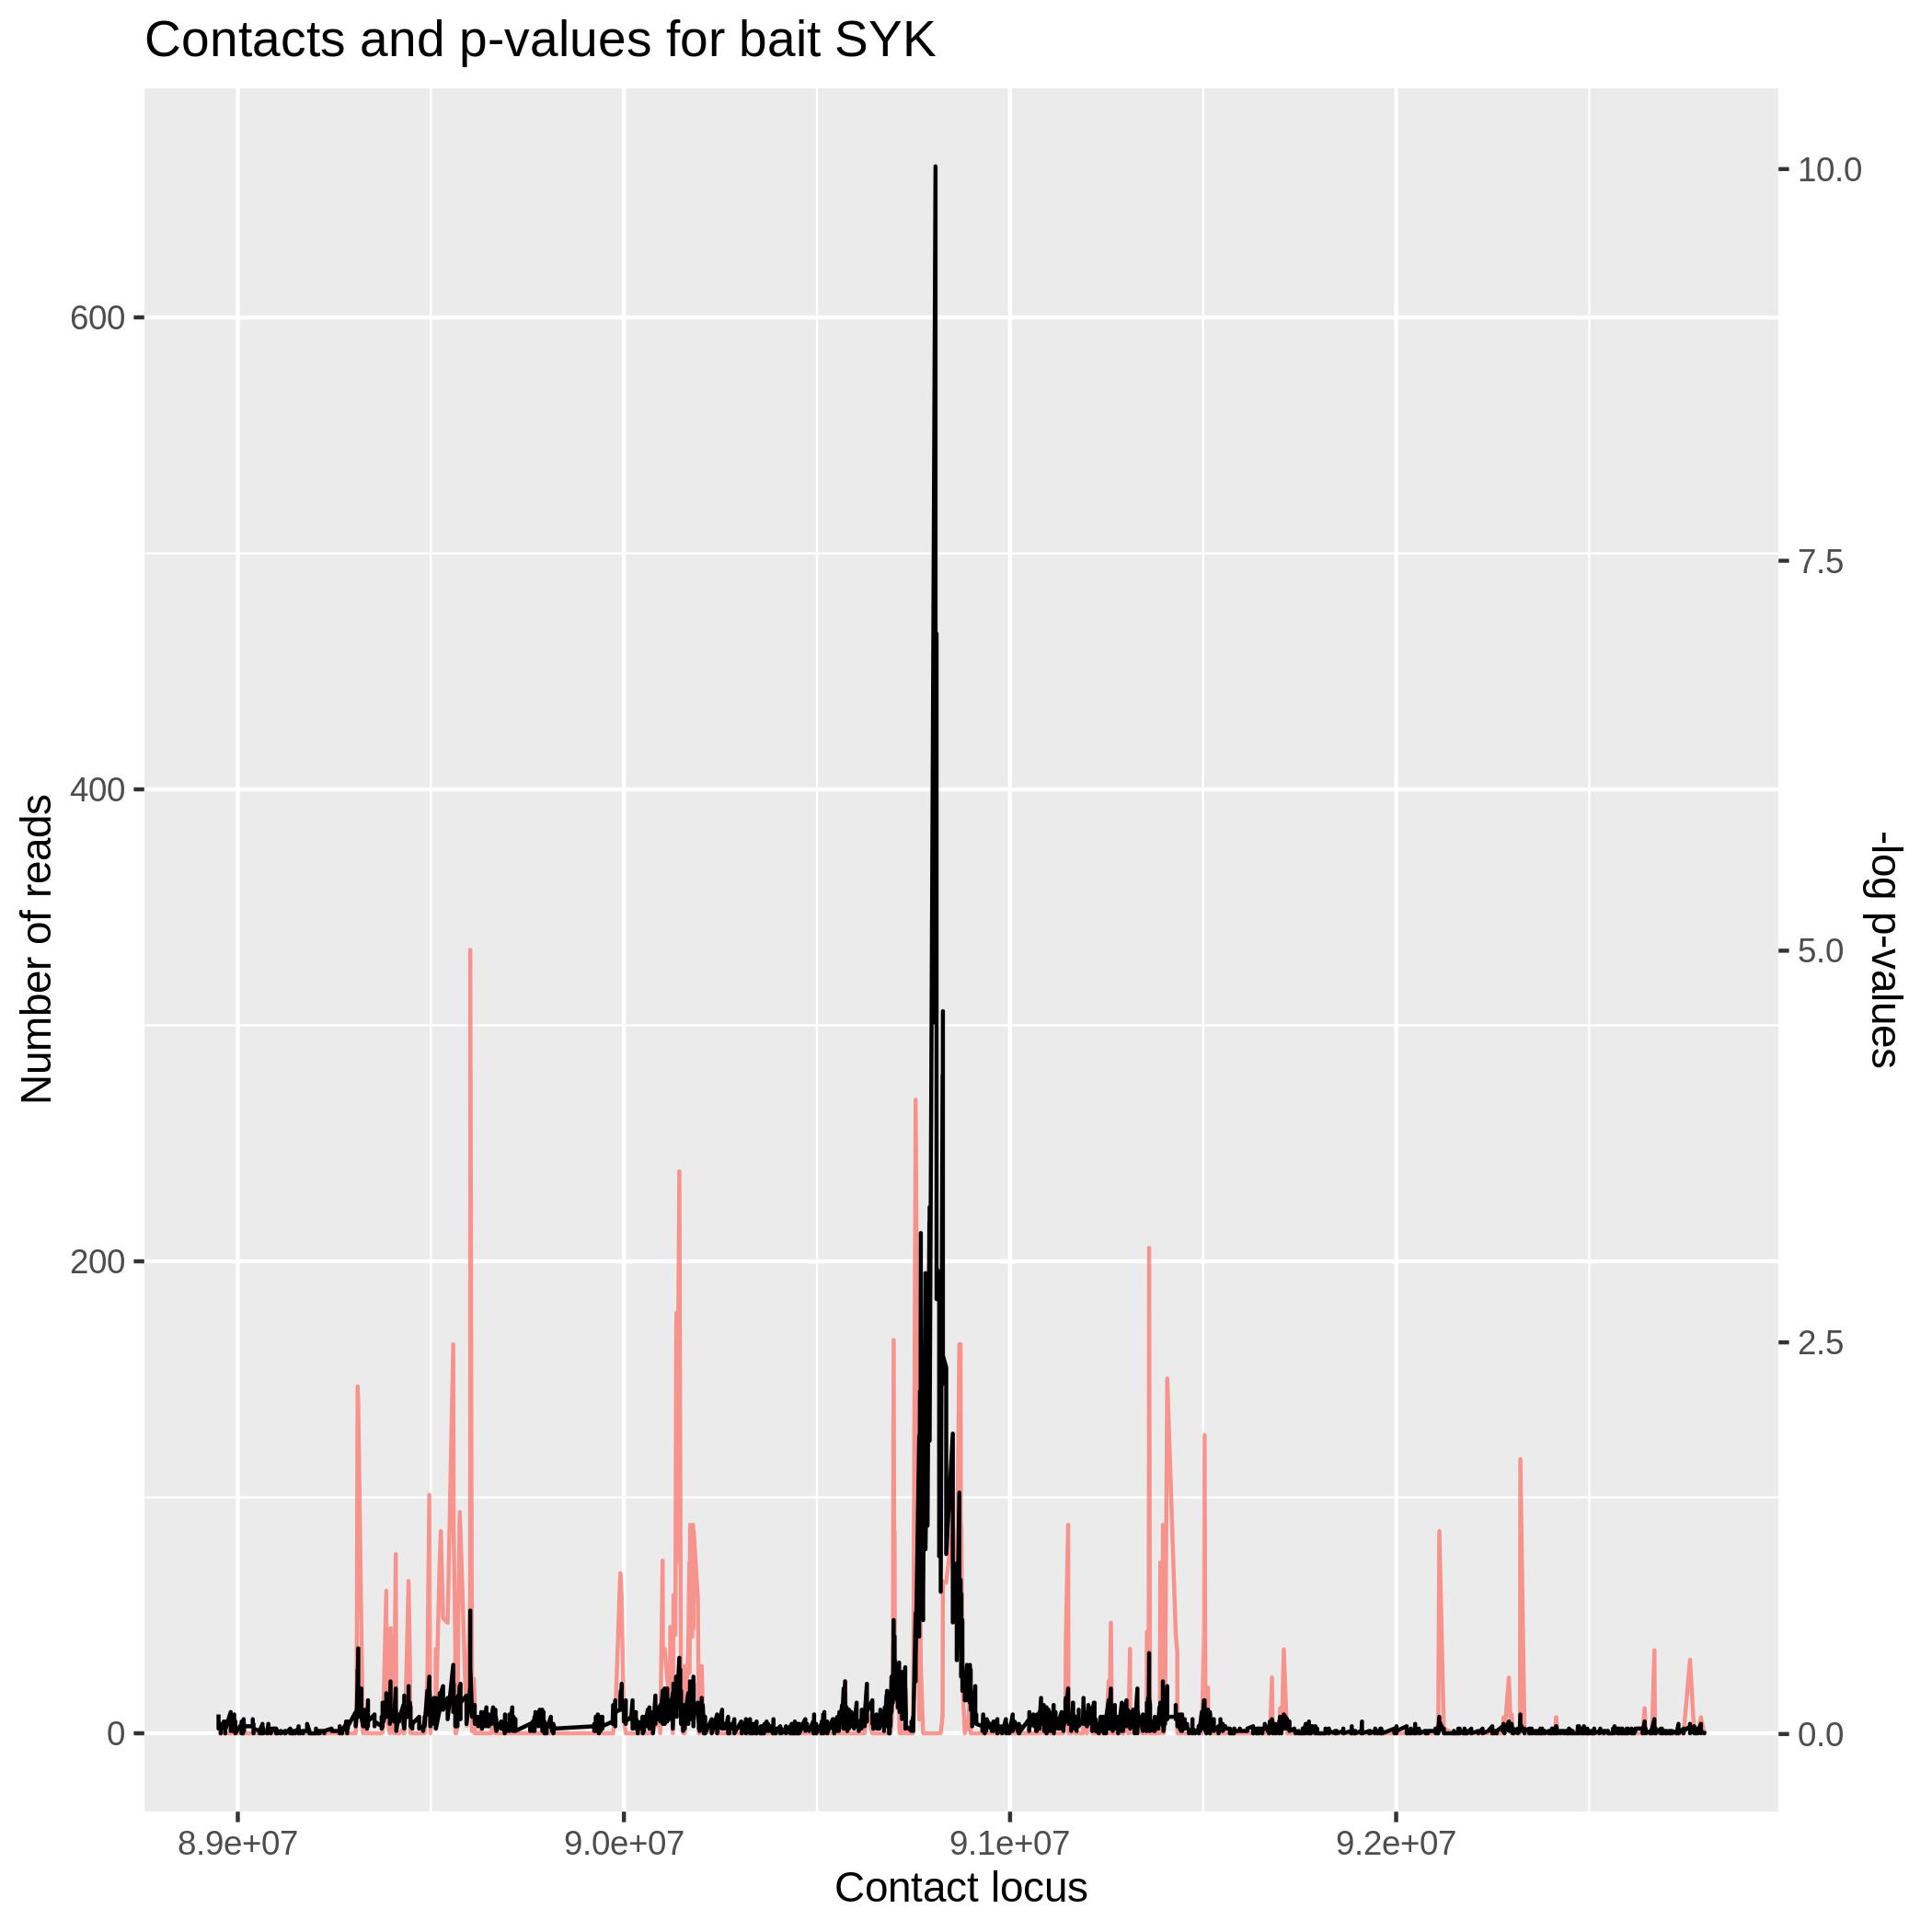 Contacts and p-values for bait SYK
Number of reads
600
400
200
0
10.0
7.5
5.0
2.5
0.0
-log p-values
8.9e+07 9.0e+07 9.1e+07 9.2e+07
Contact locus